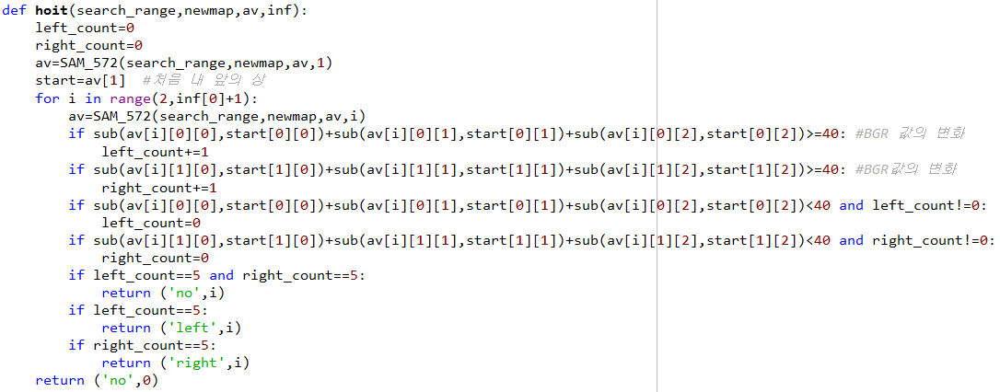 def hoit(search_range,newmap,av,inf):
    left_count=0
    right_count=0
    av=SAM_572(search_range,newmap,av,1)
    start=av[1]  #처음 내 앞의 상
    for i in range(2,inf[0]+1):
        av=SAM_572(search_range,newmap,av,i)
        if sub(av[i][0][0],start[0][0])+sub(av[i][0][1],start[0][1])+sub(av[i][0][2],start[0][2])>=40: #BGR 값의 변화
            left_count+=1
        if sub(av[i][1][0],start[1][0])+sub(av[i][1][1],start[1][1])+sub(av[i][1][2],start[1][2])>=40: #BGR값의 변화
            right_count+=1
        if sub(av[i][0][0],start[0][0])+sub(av[i][0][1],start[0][1])+sub(av[i][0][2],start[0][2])<40 and left_count!=0:
            left_count=0
        if sub(av[i][1][0],start[1][0])+sub(av[i][1][1],start[1][1])+sub(av[i][1][2],start[1][2])<40 and right_count!=0:
            right_count=0
        if left_count==5 and right_count==5:
            return ('no',i)
        if left_count==5:
            return ('left',i)
        if right_count==5:
            return ('right',i)
    return ('no',0)